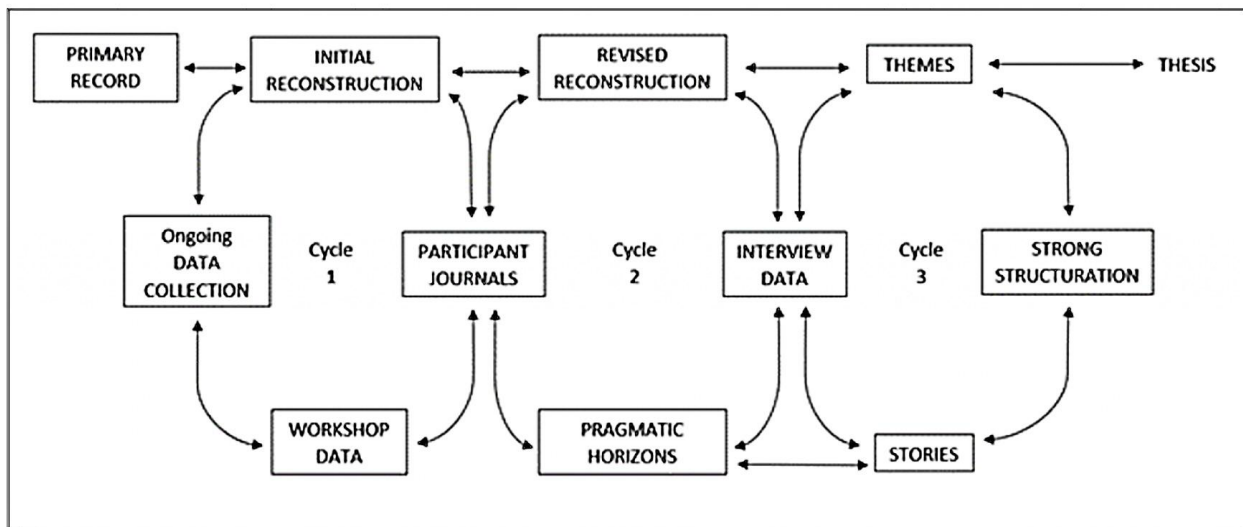 PRIMARY
RECORD
INITIAL
RECONSTRUCTION
REVISED
RECONSTRUCTION
THEMES
THESIS
Ongoing
DATA
COLLECTION
Cycle
1
PARTICIPANT
JOURNALS
Cycle
2
INTERVIEW
DATA
Cycle
3
STRONG
STRUCTURATION
WORKSHOP
DATA
PRAGMATIC
HORIZONS
STORIES